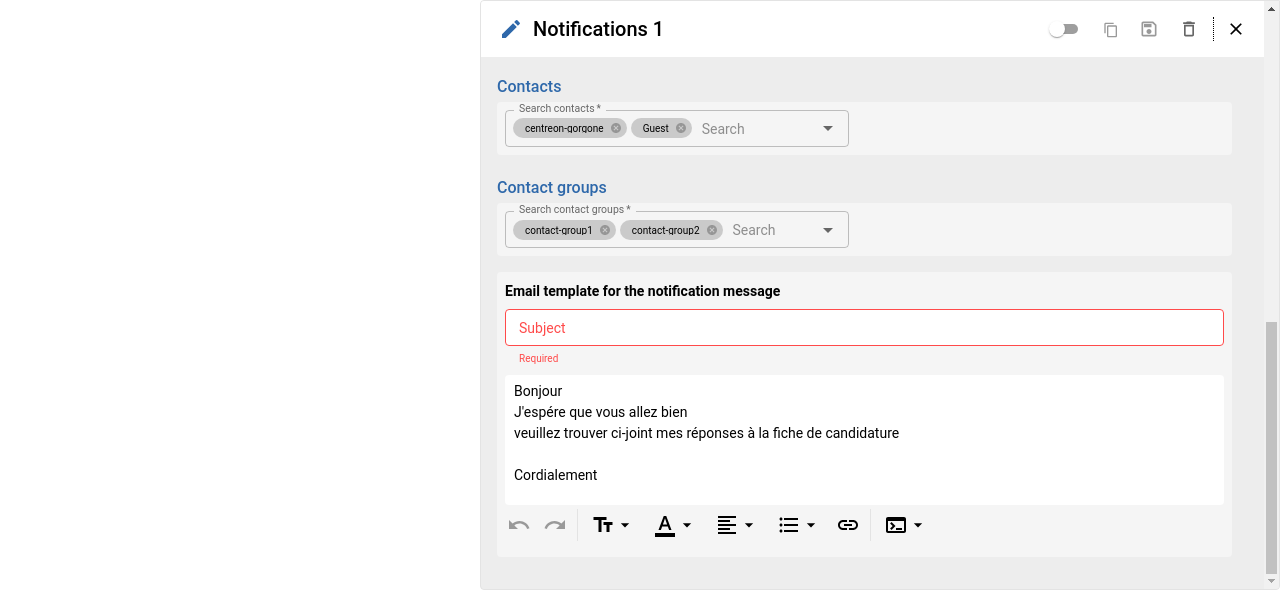 Notifications 1
Contacts
Search contacts *
centreon-gorgone
Guest
Search
Contact groups
Search contact groups *
contact-group1
contact-group2
Search
Email template for the notification message
Subject
Required
Bonjour
J'espére que vous allez bien
veuillez trouver ci-joint mes réponses à la fiche de candidature
Cordialement